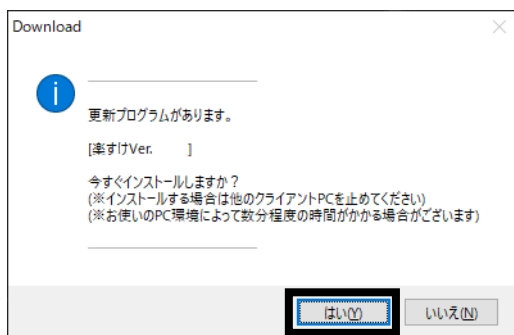 Download
更新プログラムがあります。
[楽すけVer. ]
今すぐインストールしますか？
(※インストールする場合は他のクライアントPCを止めてください)
(※お使いのPC環境によって数分程度の時間がかかる場合がございます)
はい(Y) いいえ(N)